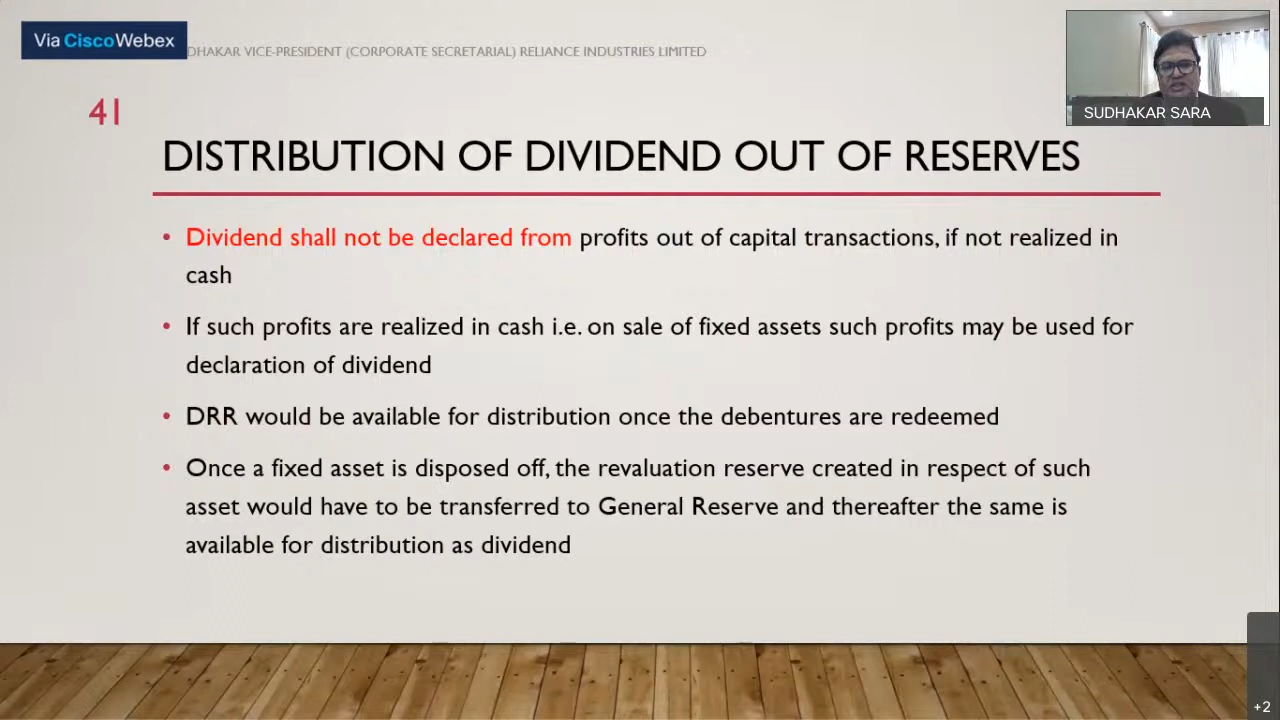 Via Cisco Webex
DHAKAR VICE-PRESIDENT (CORPORATE SECRETARIAL) RELIANCE INDUSTRIES LIMITED
SUDHAKAR SARA
41
DISTRIBUTION OF DIVIDEND OUT OF RESERVES
• Dividend shall not be declared from profits out of capital transactions, if not realized in
cash
• If such profits are realized in cash i.e. on sale of fixed assets such profits may be used for
declaration of dividend
• DRR would be available for distribution once the debentures are redeemed
• Once a fixed asset is disposed off, the revaluation reserve created in respect of such
asset would have to be transferred to General Reserve and thereafter the same is
available for distribution as dividend
+2